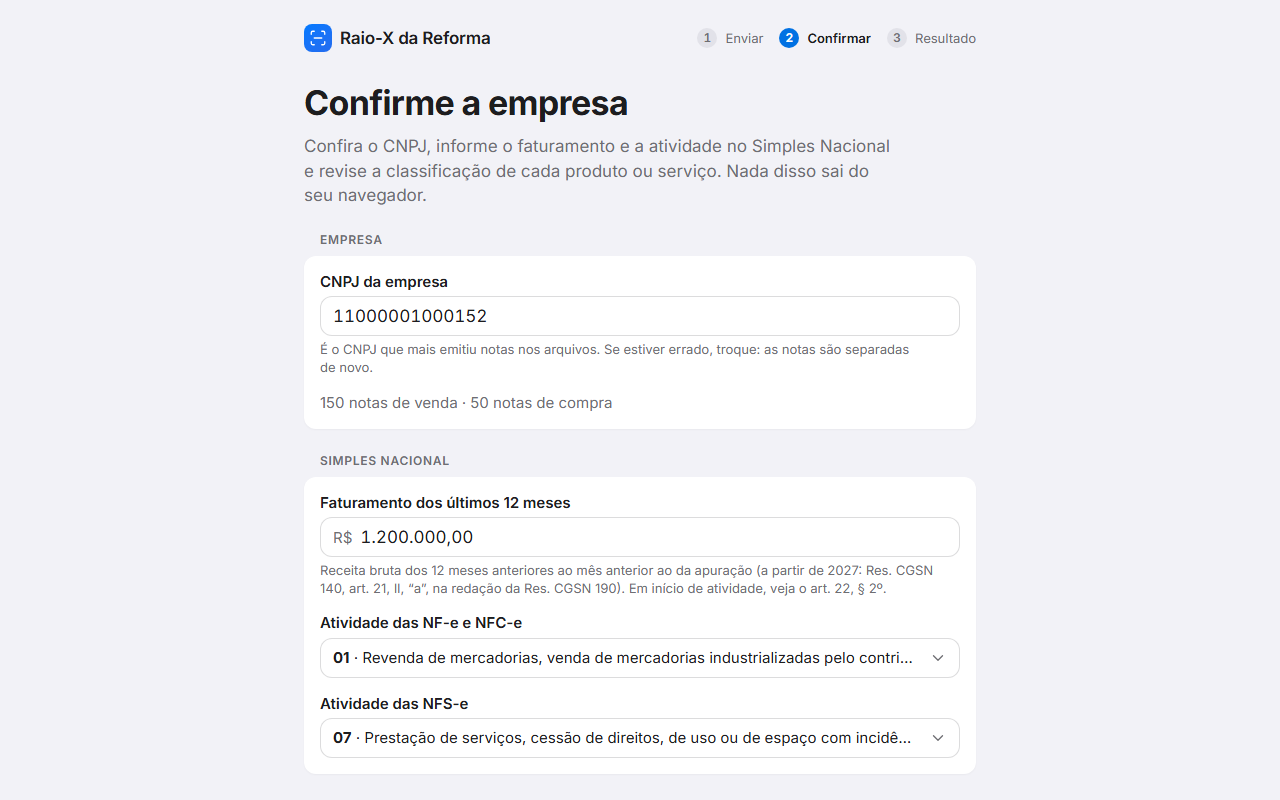 Raio-X da Reforma
1 Enviar 2 Confirmar 3 Resultado
Confirme a empresa
Confira o CNPJ, informe o faturamento e a atividade no Simples Nacional
e revise a classificação de cada produto ou serviço. Nada disso sai do
seu navegador.
EMPRESA
CNPJ da empresa
11000001000152
É o CNPJ que mais emitiu notas nos arquivos. Se estiver errado, troque: as notas são separadas
de novo.
150 notas de venda · 50 notas de compra
SIMPLES NACIONAL
Faturamento dos últimos 12 meses
R$ 1.200.000,00
Receita bruta dos 12 meses anteriores ao mês anterior ao da apuração (a partir de 2027: Res. CGSN
140, art. 21, II, “a”, na redação da Res. CGSN 190). Em início de atividade, veja o art. 22, § 2º.
Atividade das NF-e e NFC-e
01 · Revenda de mercadorias, venda de mercadorias industrializadas pelo contri...
Atividade das NFS-e
07 · Prestação de serviços, cessão de direitos, de uso ou de espaço com incidê...